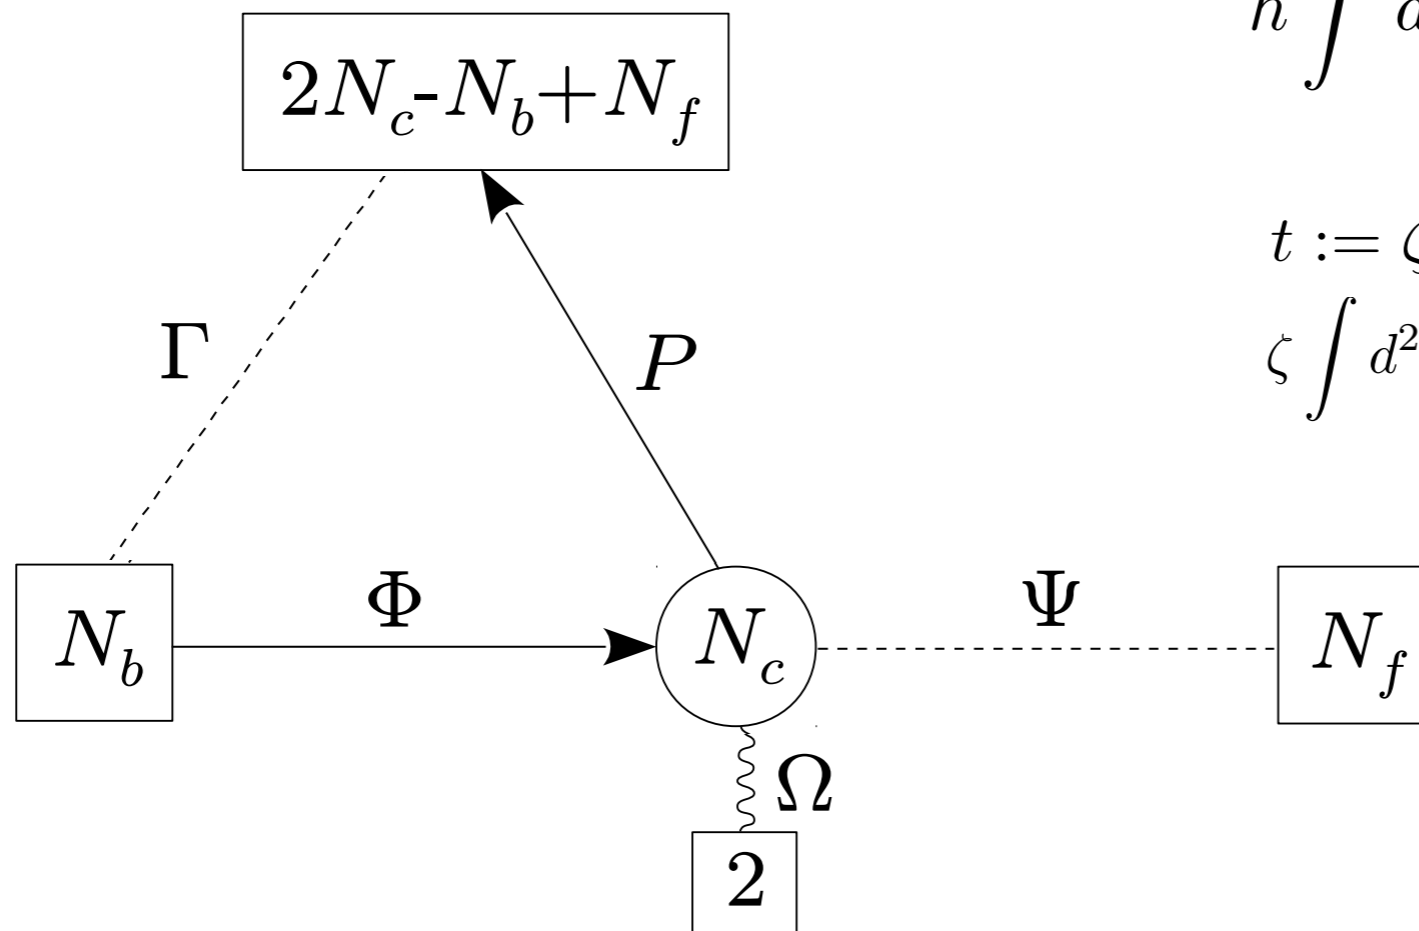 2N_c-N_b+N_f
h ∫ d
t := ζ
ζ ∫ d²
Γ
P
Φ
Ψ
N_b
N_c
N_f
Ω
2